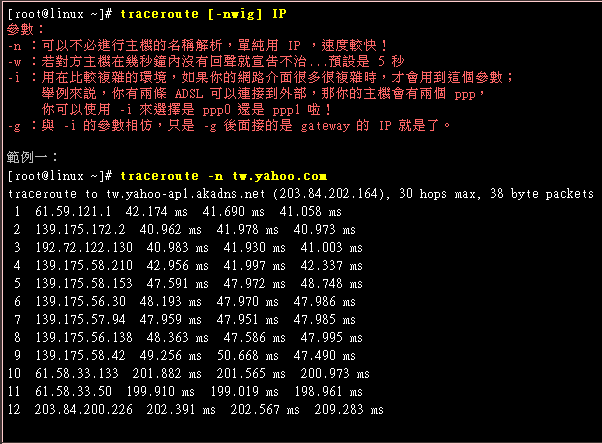 [root@linux ~]# traceroute [-nwig] IP
參數：
-n ：可以不必進行主機的名稱解析，單純用 IP ，速度較快！
-w ：若對方主機在幾秒鐘內沒有回聲就宣告不治...預設是 5 秒
-i ：用在比較複雜的環境，如果你的網路介面很多很複雜時，才會用到這個參數；
舉例來說，你有兩條 ADSL 可以連接到外部，那你的主機會有兩個 ppp，
你可以使用 -i 來選擇是 ppp0 還是 ppp1 啦！
-g ：與 -i 的參數相仿，只是 -g 後面接的是 gateway 的 IP 就是了。
範例一：
[root@linux ~]# traceroute -n tw.yahoo.com
traceroute to tw.yahoo-ap1.akadns.net (203.84.202.164), 30 hops max, 38 byte packets
1 61.59.121.1 42.174 ms 41.690 ms 41.058 ms
2 139.175.172.2 40.962 ms 41.978 ms 40.973 ms
3 192.72.122.130 40.983 ms 41.930 ms 41.003 ms
4 139.175.58.210 42.956 ms 41.997 ms 42.337 ms
5 139.175.58.153 47.591 ms 47.972 ms 48.748 ms
6 139.175.56.30 48.193 ms 47.970 ms 47.986 ms
7 139.175.57.94 47.959 ms 47.951 ms 47.985 ms
8 139.175.56.138 48.363 ms 47.586 ms 47.995 ms
9 139.175.58.42 49.256 ms 50.668 ms 47.490 ms
10 61.58.33.133 201.882 ms 201.565 ms 200.973 ms
11 61.58.33.50 199.910 ms 199.019 ms 198.961 ms
12 203.84.200.226 202.391 ms 202.567 ms 209.283 ms